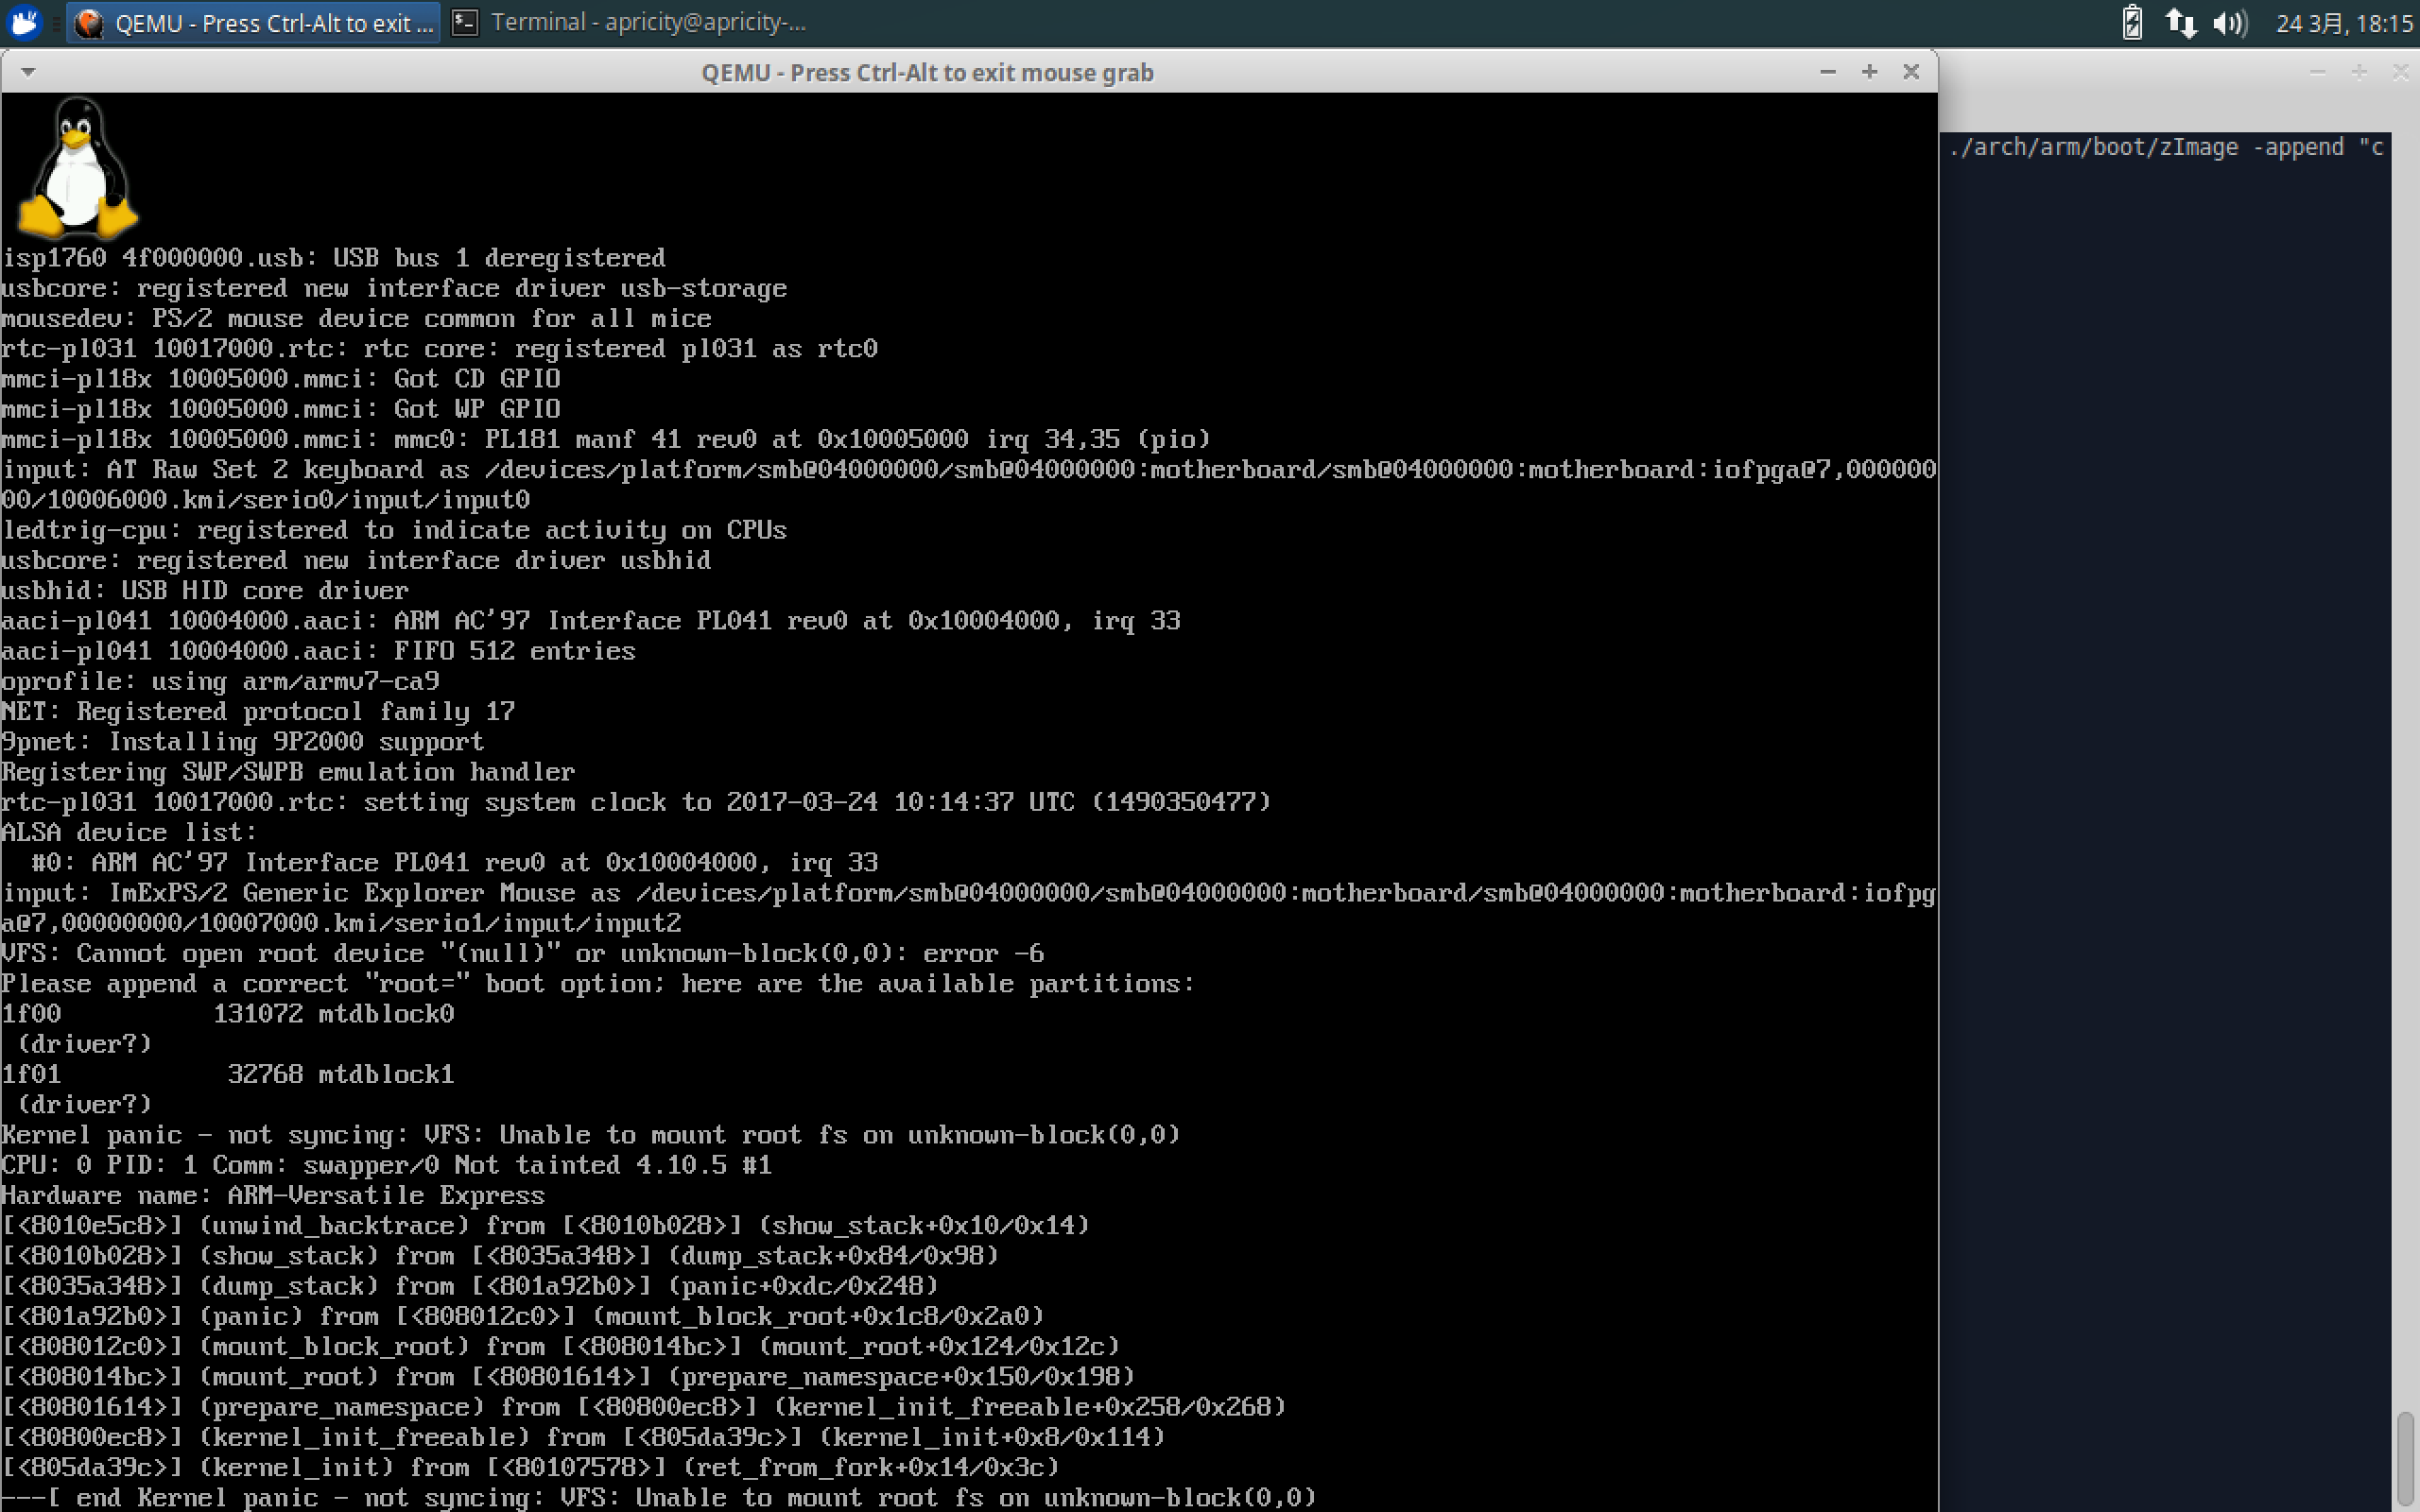 QEMU - Press Ctrl-Alt to exit ...
Terminal - apricity@apricity-...
24 3月, 18:15
QEMU - Press Ctrl-Alt to exit mouse grab
./arch/arm/boot/zImage -append "c
isp1760 4f000000.usb: USB bus 1 deregistered
usbcore: registered new interface driver usb-storage
mousedev: PS/2 mouse device common for all mice
rtc-pl031 10017000.rtc: rtc core: registered pl031 as rtc0
mmci-pl18x 10005000.mmci: Got CD GPIO
mmci-pl18x 10005000.mmci: Got WP GPIO
mmci-pl18x 10005000.mmci: mmc0: PL181 manf 41 rev0 at 0x10005000 irq 34,35 (pio)
input: AT Raw Set 2 keyboard as /devices/platform/smb@04000000/smb@04000000:motherboard/smb@04000000:motherboard:iofpga@7,000000
00/10006000.kmi/serio0/input/input0
ledtrig-cpu: registered to indicate activity on CPUs
usbcore: registered new interface driver usbhid
usbhid: USB HID core driver
aaci-pl041 10004000.aaci: ARM AC'97 Interface PL041 rev0 at 0x10004000, irq 33
aaci-pl041 10004000.aaci: FIFO 512 entries
oprofile: using arm/armv7-ca9
NET: Registered protocol family 17
9pnet: Installing 9P2000 support
Registering SWP/SWPB emulation handler
rtc-pl031 10017000.rtc: setting system clock to 2017-03-24 10:14:37 UTC (1490350477)
ALSA device list:
#0: ARM AC'97 Interface PL041 rev0 at 0x10004000, irq 33
input: ImExPS/2 Generic Explorer Mouse as /devices/platform/smb@04000000/smb@04000000:motherboard/smb@04000000:motherboard:iofpg
a@7,00000000/10007000.kmi/serio1/input/input2
VFS: Cannot open root device "(null)" or unknown-block(0,0): error -6
Please append a correct "root=" boot option; here are the available partitions:
1f00 131072 mtdblock0
(driver?)
1f01 32768 mtdblock1
(driver?)
Kernel panic - not syncing: VFS: Unable to mount root fs on unknown-block(0,0)
CPU: 0 PID: 1 Comm: swapper/0 Not tainted 4.10.5 #1
Hardware name: ARM-Versatile Express
[<8010e5c8>] (unwind_backtrace) from [<8010b028>] (show_stack+0x10/0x14)
[<8010b028>] (show_stack) from [<8035a348>] (dump_stack+0x84/0x98)
[<8035a348>] (dump_stack) from [<801a92b0>] (panic+0xdc/0x248)
[<801a92b0>] (panic) from [<808012c0>] (mount_block_root+0x1c8/0x2a0)
[<808012c0>] (mount_block_root) from [<808014bc>] (mount_root+0x124/0x12c)
[<808014bc>] (mount_root) from [<80801614>] (prepare_namespace+0x150/0x198)
[<80801614>] (prepare_namespace) from [<80800ec8>] (kernel_init_freeable+0x258/0x268)
[<80800ec8>] (kernel_init_freeable) from [<805da39c>] (kernel_init+0x8/0x114)
[<805da39c>] (kernel_init) from [<80107578>] (ret_from_fork+0x14/0x3c)
---[ end Kernel panic - not syncing: VFS: Unable to mount root fs on unknown-block(0,0)